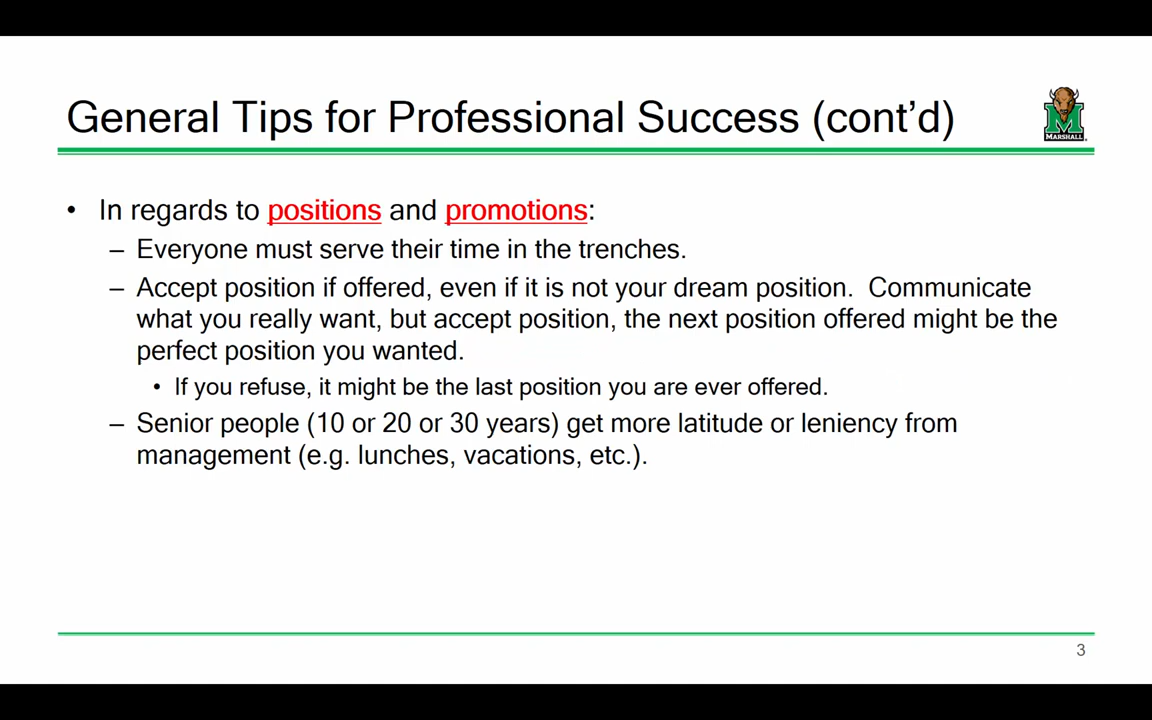 General Tips for Professional Success (cont’d)
M
MARSHALL
• In regards to positions and promotions:
– Everyone must serve their time in the trenches.
– Accept position if offered, even if it is not your dream position.  Communicate
what you really want, but accept position, the next position offered might be the
perfect position you wanted.
• If you refuse, it might be the last position you are ever offered.
– Senior people (10 or 20 or 30 years) get more latitude or leniency from
management (e.g. lunches, vacations, etc.).
3